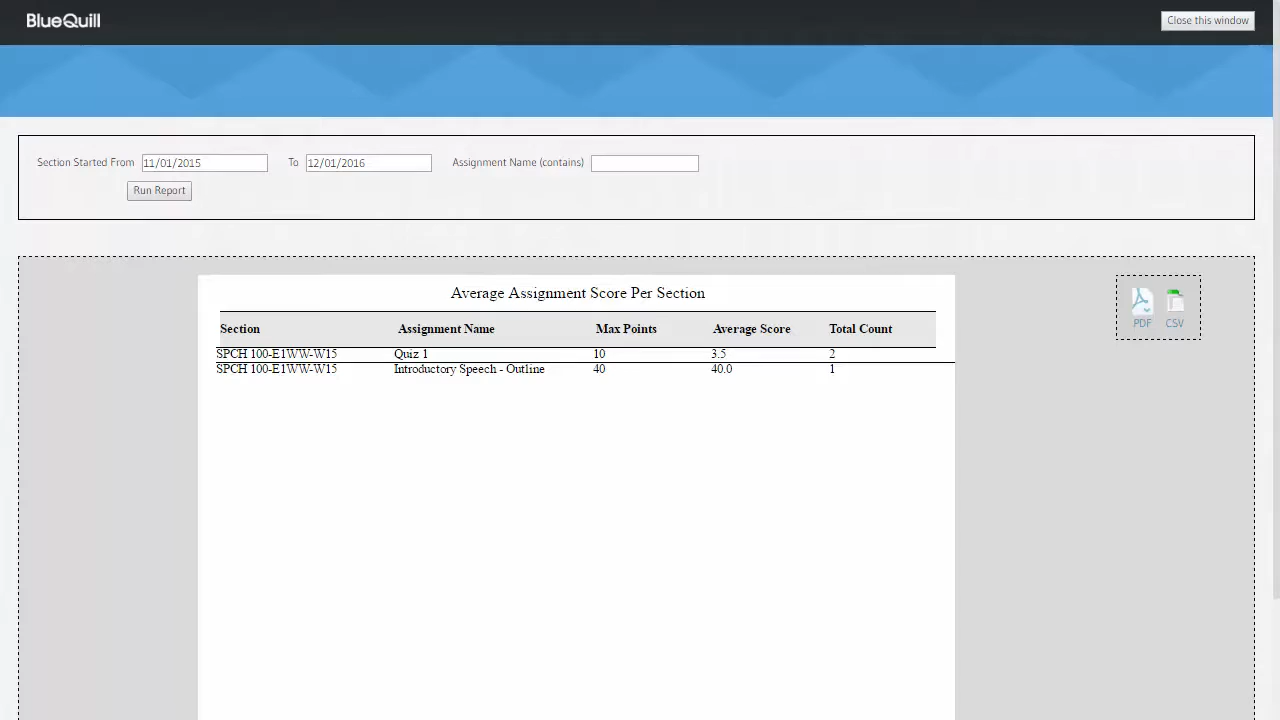 BlueQuill
Close this window
Section Started From 11/01/2015 To 12/01/2016 Assignment Name (contains)
Run Report
Average Assignment Score Per Section
PDF CSV
Section Assignment Name Max Points Average Score Total Count
SPCH 100-E1WW-W15 Quiz 1 10 3.5 2
SPCH 100-E1WW-W15 Introductory Speech - Outline 40 40.0 1